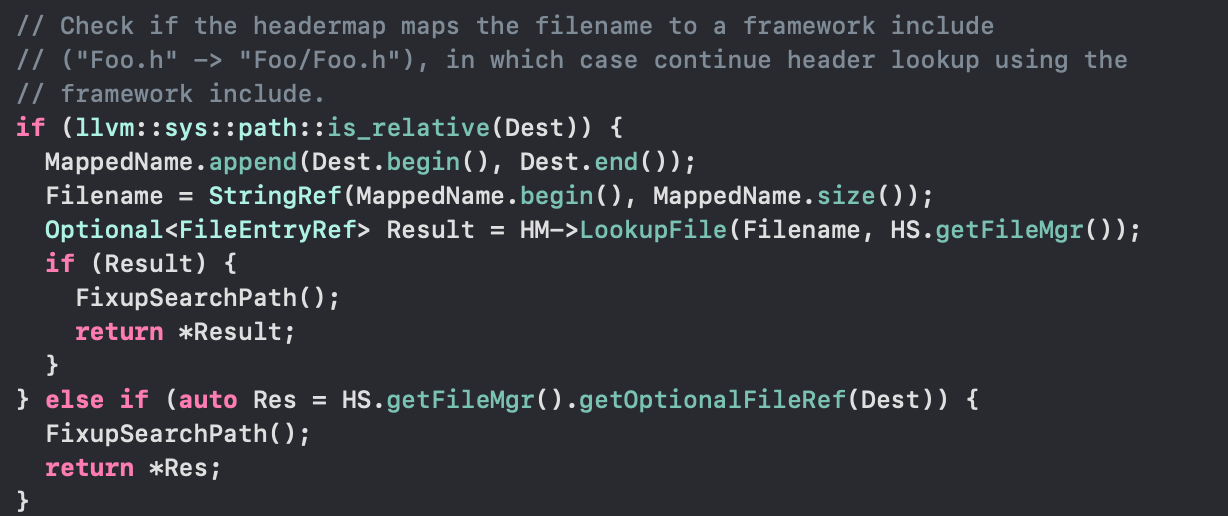 // Check if the headermap maps the filename to a framework include
// ("Foo.h" -> "Foo/Foo.h"), in which case continue header lookup using the
// framework include.
if (llvm::sys::path::is_relative(Dest)) {
  MappedName.append(Dest.begin(), Dest.end());
  Filename = StringRef(MappedName.begin(), MappedName.size());
  Optional<FileEntryRef> Result = HM->LookupFile(Filename, HS.getFileMgr());
  if (Result) {
    FixupSearchPath();
    return *Result;
  }
} else if (auto Res = HS.getFileMgr().getOptionalFileRef(Dest)) {
  FixupSearchPath();
  return *Res;
}